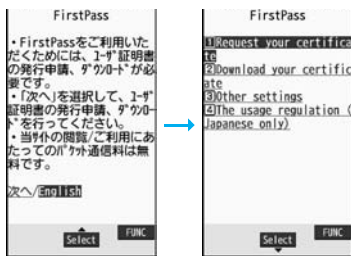 FirstPass
・FirstPassをご利用いた
だくためには、ﾕｰｻﾞ証明書
の発行申請、ﾀﾞｳﾝﾛｰﾄﾞが必
要です。
・「次へ」を選択して、ﾕｰｻﾞ
証明書の発行申請、ﾀﾞｳﾝﾛｰ
ﾄﾞを行ってください。
・当ｻｲﾄの閲覧/ご利用にあ
たってのﾊﾟｹｯﾄ通信料は無
料です。
次へ/English
Select
FUNC
FirstPass
1Request your certifica
te
2Download your certific
ate
3Other settings
4The usage regulation (
Japanese only)
Select
FUNC